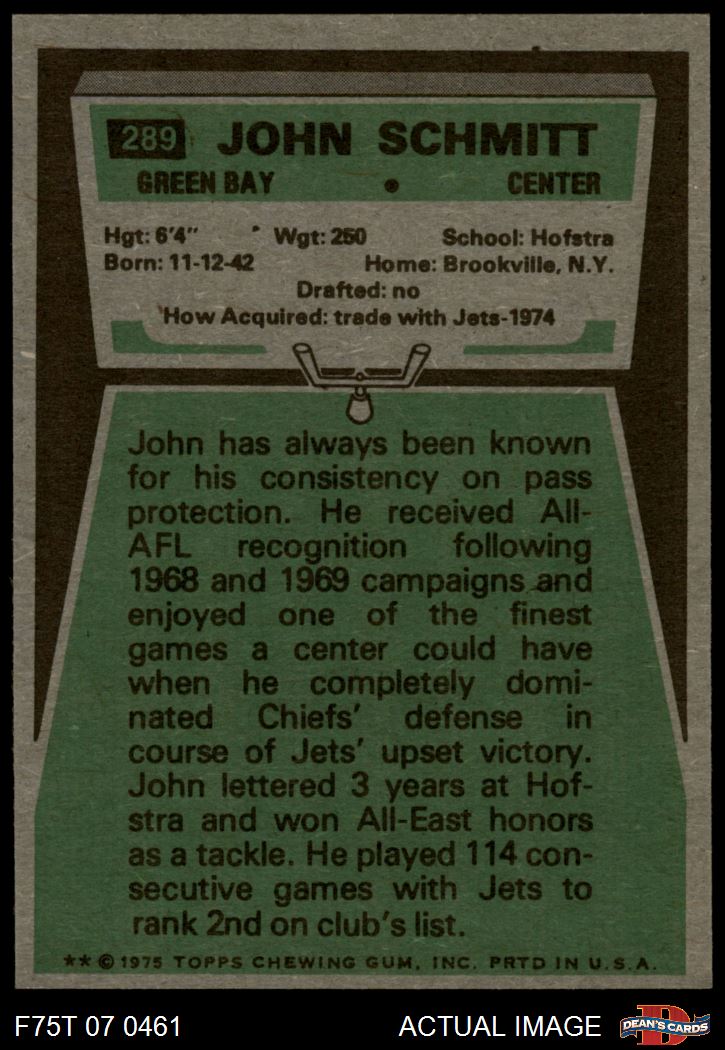 289 JOHN SCHMITT
GREEN BAY • CENTER
Hgt: 6'4" Wgt: 250 School: Hofstra
Born: 11-12-42 Home: Brookville, N.Y.
Drafted: no
How Acquired: trade with Jets-1974
John has always been known
for his consistency on pass
protection. He received All-
AFL recognition following
1968 and 1969 campaigns and
enjoyed one of the finest
games a center could have
when he completely domi-
nated Chiefs' defense in
course of Jets' upset victory.
John lettered 3 years at Hof-
stra and won All-East honors
as a tackle. He played 114 con-
secutive games with Jets to
rank 2nd on club's list.
** © 1975 TOPPS CHEWING GUM, INC. PRTD IN U.S.A.
F75T 07 0461 ACTUAL IMAGE D DEAN'S CARDS